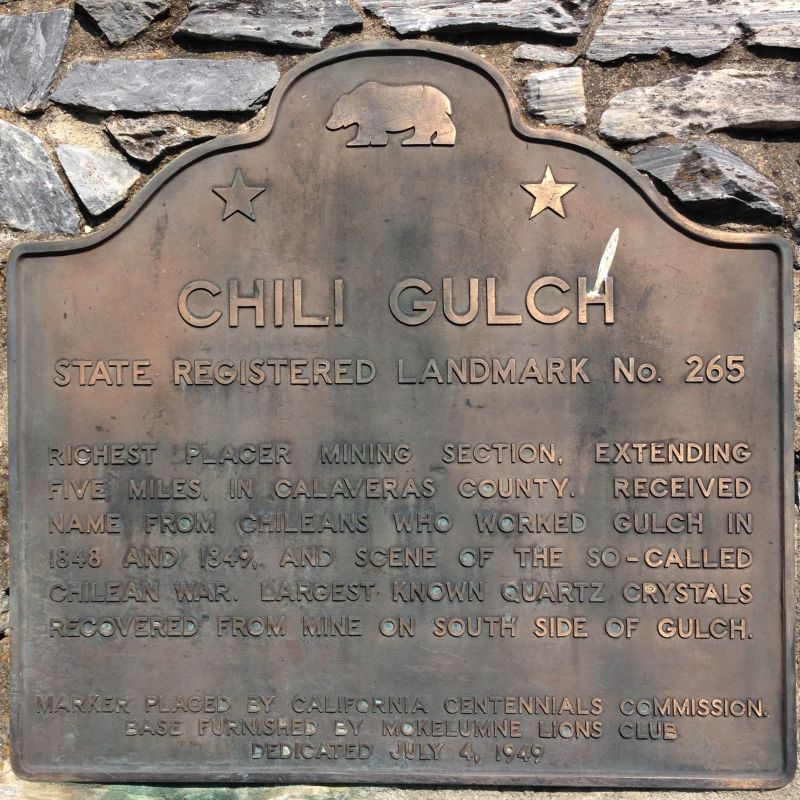 CHILI GULCH
STATE REGISTERED LANDMARK No. 265
RICHEST PLACER MINING SECTION, EXTENDING
FIVE MILES, IN CALAVERAS COUNTY. RECEIVED
NAME FROM CHILEANS WHO WORKED GULCH IN
1848 AND 1849, AND SCENE OF THE SO-CALLED
CHILEAN WAR. LARGEST KNOWN QUARTZ CRYSTALS
RECOVERED FROM MINE ON SOUTH SIDE OF GULCH.
MARKER PLACED BY CALIFORNIA CENTENNIALS COMMISSION.
BASE FURNISHED BY MOKELUMNE LIONS CLUB
DEDICATED JULY 4, 1949